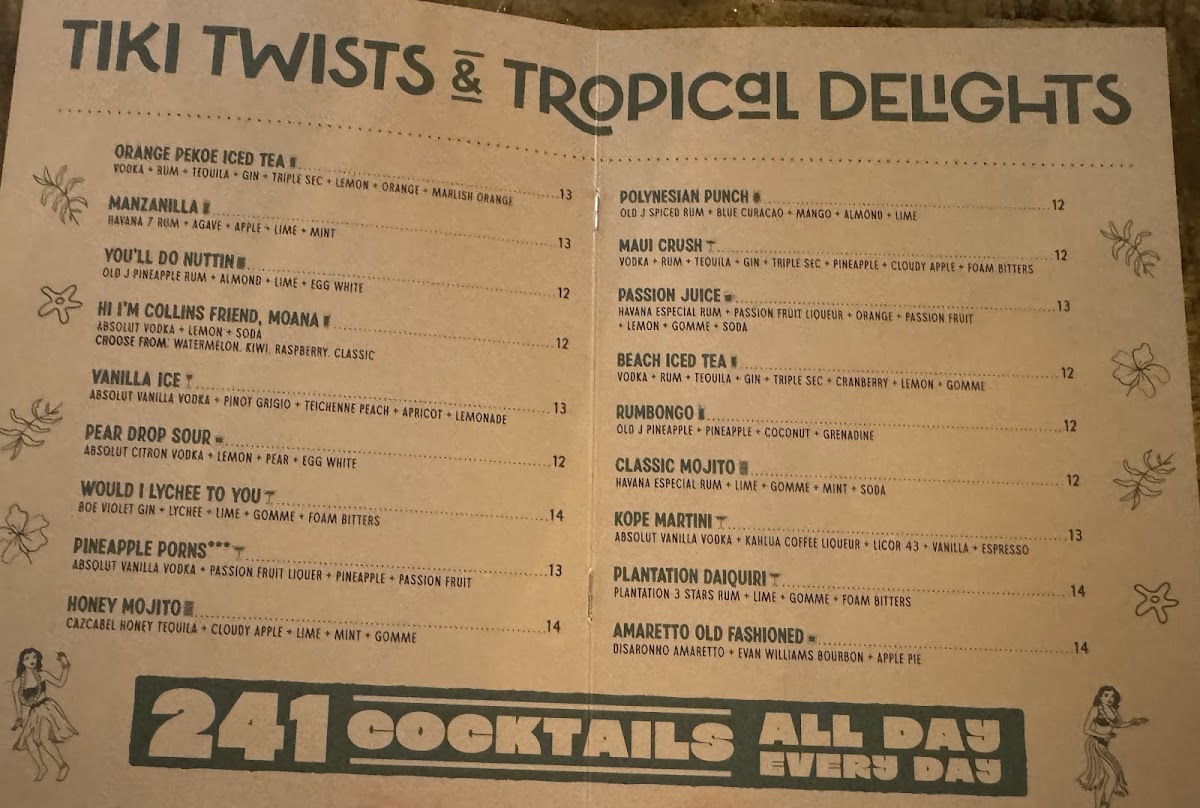 TIKI TWISTS & TROPICAL DELIGHTS
ORANGE PEKOE ICED TEA 13
VODKA + RUM + TEQUILA + GIN + TRIPLE SEC + LEMON + ORANGE + MARLISH ORANGE
MANZANILLA 13
HAVANA 7 RUM + AGAVE + APPLE + LIME + MINT
YOU'LL DO NUTTIN 12
OLD J PINEAPPLE RUM + ALMOND + LIME + EGG WHITE
HI I'M COLLINS FRIEND, MOANA 12
ABSOLUT VODKA + LEMON + SODA
CHOOSE FROM: WATERMELON, KIWI, RASPBERRY, CLASSIC
VANILLA ICE 13
ABSOLUT VANILLA VODKA + PINOT GRIGIO + TEICHENNE PEACH + APRICOT + LEMONADE
PEAR DROP SOUR 12
ABSOLUT CITRON VODKA + LEMON + PEAR + EGG WHITE
WOULD I LYCHEE TO YOU 14
BOE VIOLET GIN + LYCHEE + LIME + GOMME + FOAM BITTERS
PINEAPPLE PORNS*** 13
ABSOLUT VANILLA VODKA + PASSION FRUIT LIQUER + PINEAPPLE + PASSION FRUIT
HONEY MOJITO 14
CAZCABEL HONEY TEQUILA + CLOUDY APPLE + LIME + MINT + GOMME
POLYNESIAN PUNCH 12
OLD J SPICED RUM + BLUE CURACAO + MANGO + ALMOND + LIME
MAUI CRUSH 12
VODKA + RUM + TEQUILA + GIN + TRIPLE SEC + PINEAPPLE + CLOUDY APPLE + FOAM BITTERS
PASSION JUICE 13
HAVANA ESPECIAL RUM + PASSION FRUIT LIQUEUR + ORANGE + PASSION FRUIT
+ LEMON + GOMME + SODA
BEACH ICED TEA 12
VODKA + RUM + TEQUILA + GIN + TRIPLE SEC + CRANBERRY + LEMON + GOMME
RUMBONGO 12
OLD J PINEAPPLE + PINEAPPLE + COCONUT + GRENADINE
CLASSIC MOJITO 12
HAVANA ESPECIAL RUM + LIME + GOMME + MINT + SODA
KOPE MARTINI 13
ABSOLUT VANILLA VODKA + KAHLUA COFFEE LIQUEUR + LICOR 43 + VANILLA + ESPRESSO
PLANTATION DAIQUIRI 14
PLANTATION 3 STARS RUM + LIME + GOMME + FOAM BITTERS
AMARETTO OLD FASHIONED 14
DISARONNO AMARETTO + EVAN WILLIAMS BOURBON + APPLE PIE
241 COCKTAILS ALL DAY
EVERY DAY